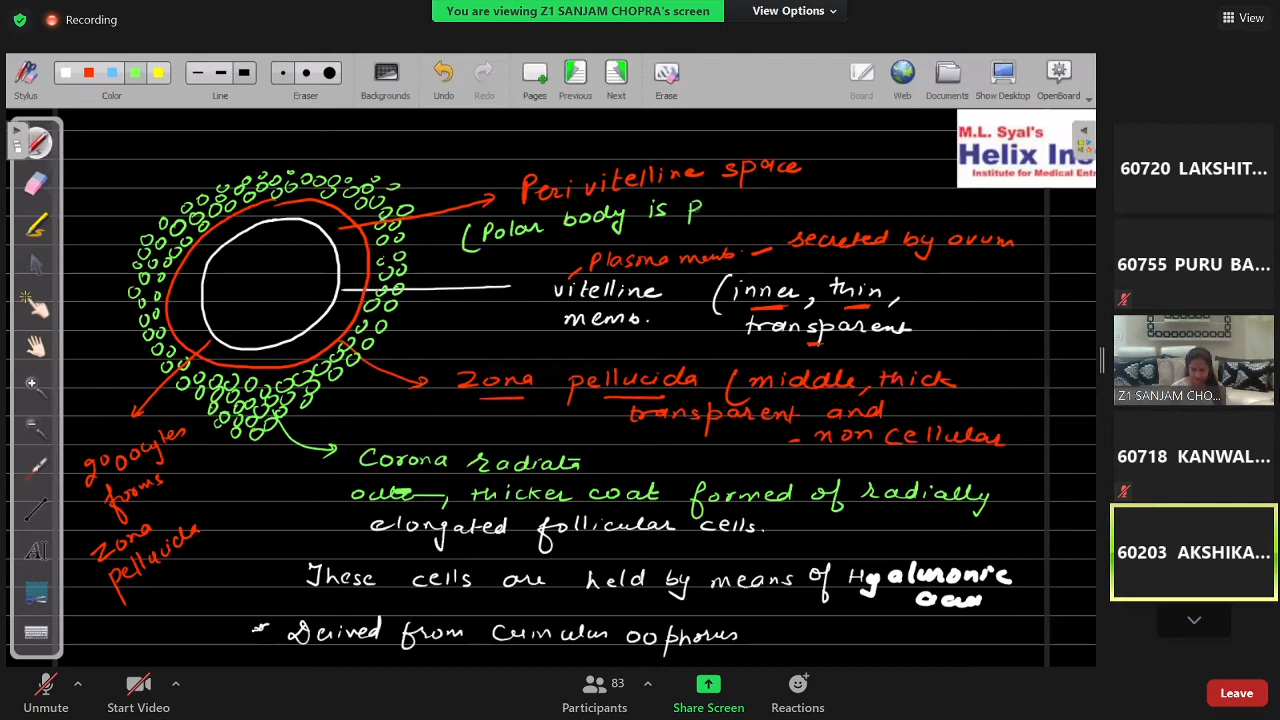 Recording
You are viewing Z1 SANJAM CHOPRA's screen
View Options
View
Stylus
Color
Line
Eraser
Backgrounds
Undo
Redo
Pages
Previous
Next
Erase
Board
Web
Documents
Show Desktop
OpenBoard
M.L. Syal's
Helix Ins
Institute for Medical Entr
Perivitelline space
(Polar body is P
Plasma memb. - secreted by ovum
vitelline (inner, thin,
memb. transparent
Zona pellucida (middle, thick
transparent and
- non cellular
Corona radiata
, thicker coat formed of radially
elongated follicular cells.
These cells are held by means of Hyaluronic
Derived from Cumulus oophorus
forms
Zona
pellucida
60720 LAKSHIT...
60755 PURU BA...
Z1 SANJAM CHO...
60718 KANWAL...
60203 AKSHIKA...
Unmute
Start Video
83
Participants
Share Screen
Reactions
Leave